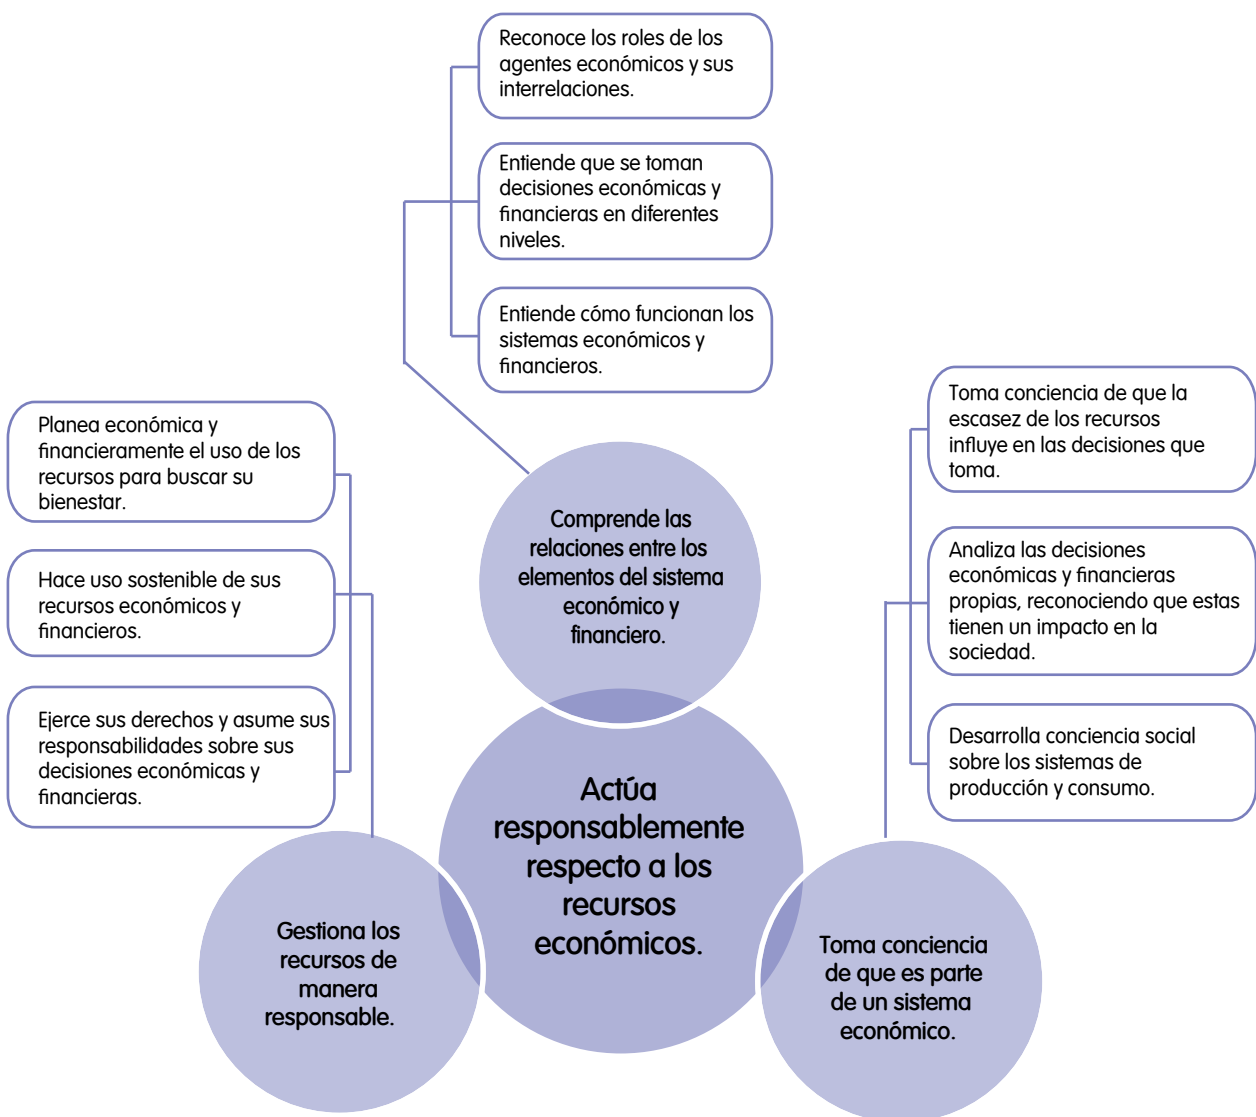 Reconoce los roles de los
agentes económicos y sus
interrelaciones.
Entiende que se toman
decisiones económicas y
financieras en diferentes
niveles.
Entiende cómo funcionan los
sistemas económicos y
financieros.
Planea económica y
financieramente el uso de los
recursos para buscar su
bienestar.
Hace uso sostenible de sus
recursos económicos y
financieros.
Ejerce sus derechos y asume sus
responsabilidades sobre sus
decisiones económicas y
financieras.
Toma conciencia de que la
escasez de los recursos
influye en las decisiones que
toma.
Analiza las decisiones
económicas y financieras
propias, reconociendo que estas
tienen un impacto en la
sociedad.
Desarrolla conciencia social
sobre los sistemas de
producción y consumo.
Comprende las
relaciones entre los
elementos del sistema
económico y
financiero.
Actúa
responsablemente
respecto a los
recursos
económicos.
Gestiona los
recursos de
manera
responsable.
Toma conciencia
de que es parte
de un sistema
económico.